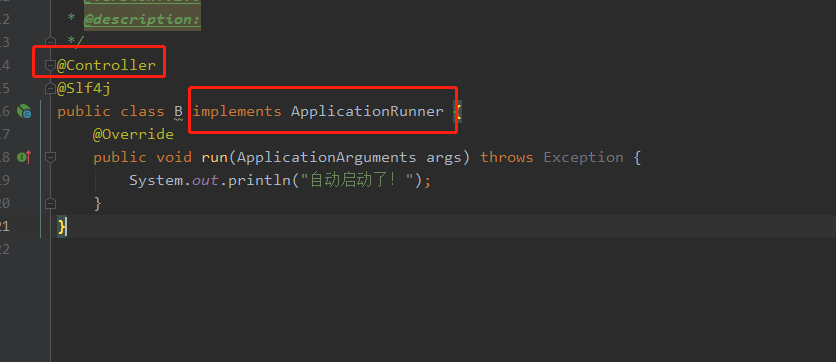 12 * @description:
13 */
14 @Controller
15 @Slf4j
16 public class B implements ApplicationRunner {
17 @Override
18 public void run(ApplicationArguments args) throws Exception {
19 System.out.println("自动启动了! ");
20 }
21 }
22